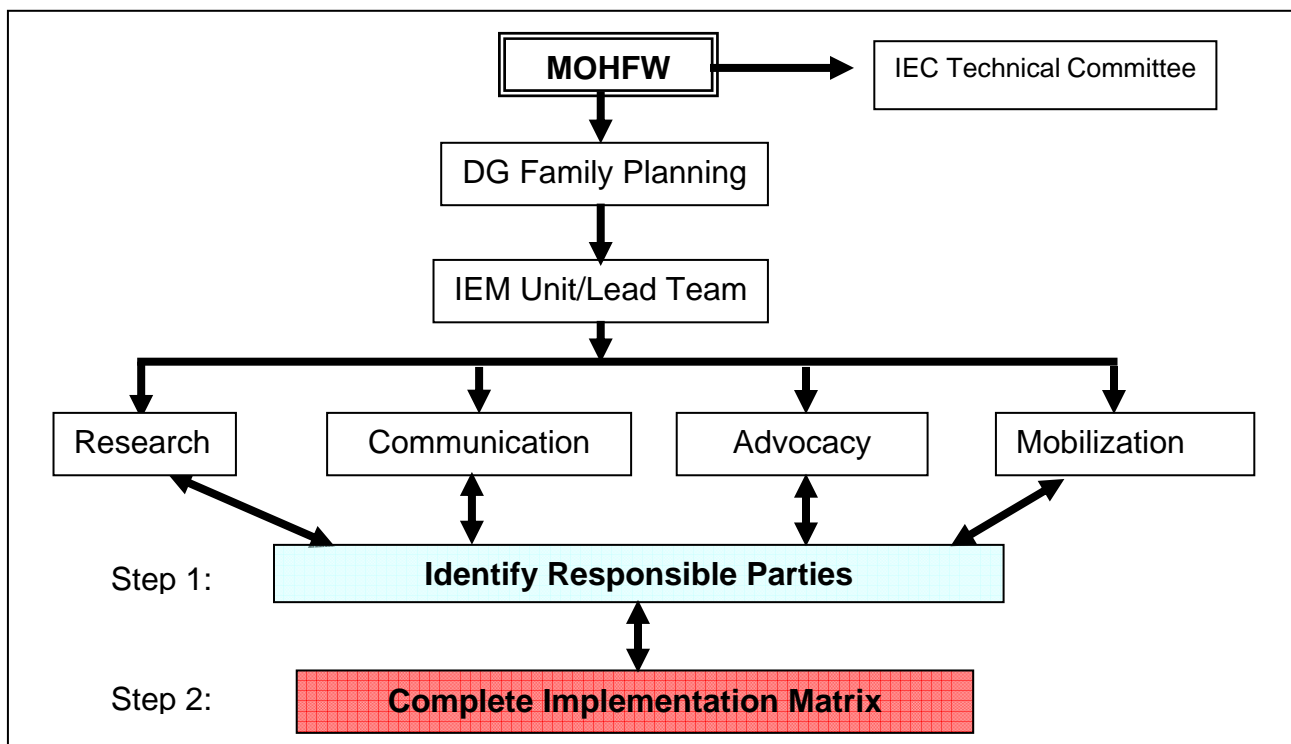 MOHFW
IEC Technical Committee
DG Family Planning
IEM Unit/Lead Team
Research
Communication
Advocacy
Mobilization
Step 1:
Identify Responsible Parties
Step 2:
Complete Implementation Matrix